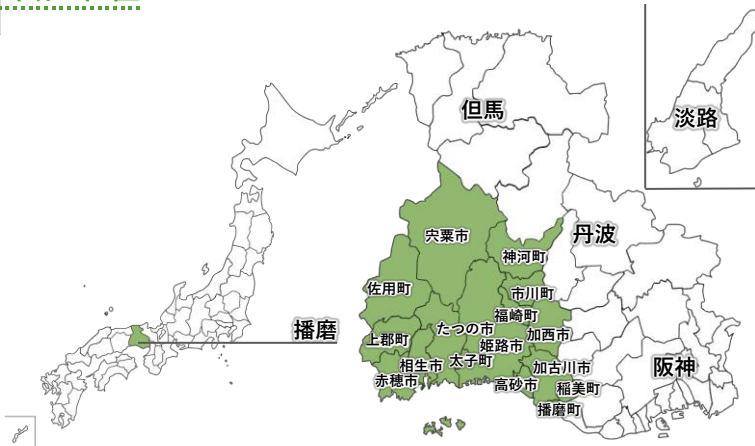 但馬
淡路
丹波
宍粟市
神河町
佐用町
市川町
福崎町
たつの市
加西市
播磨
上郡町
姫路市
太子町
相生市
加古川市
阪神
赤穂市
高砂市
稲美町
播磨町